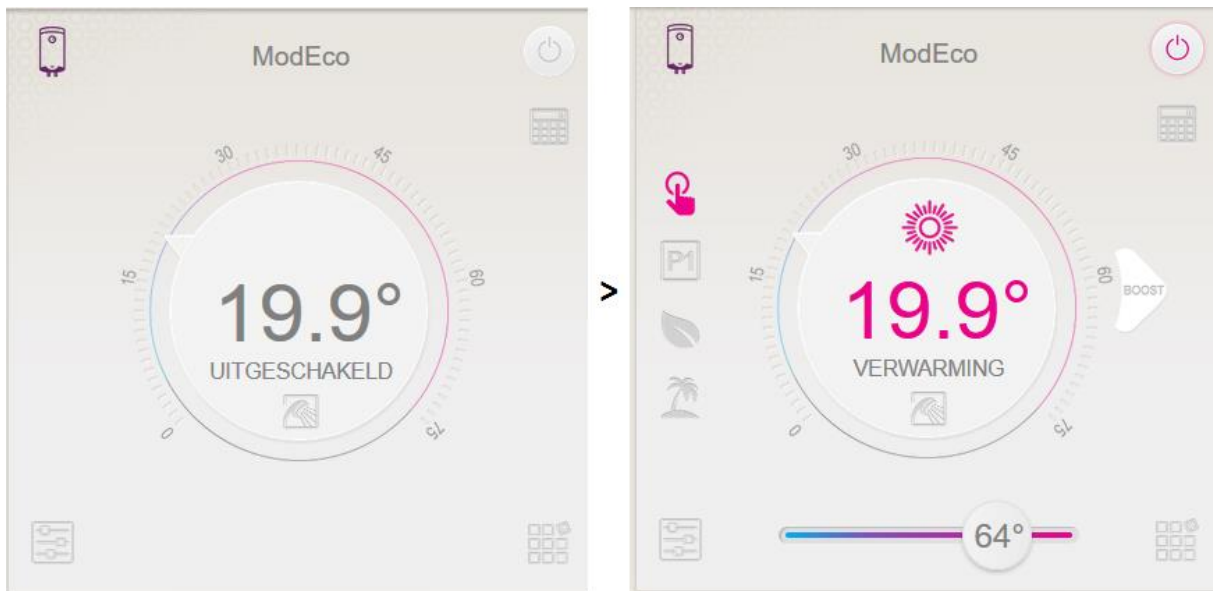 ModEco
30
45
15
60
19.9°
UITGESCHAKELD
0
75
>
ModEco
30
45
P1
15
60
BOOST
19.9°
VERWARMING
0
75
64°